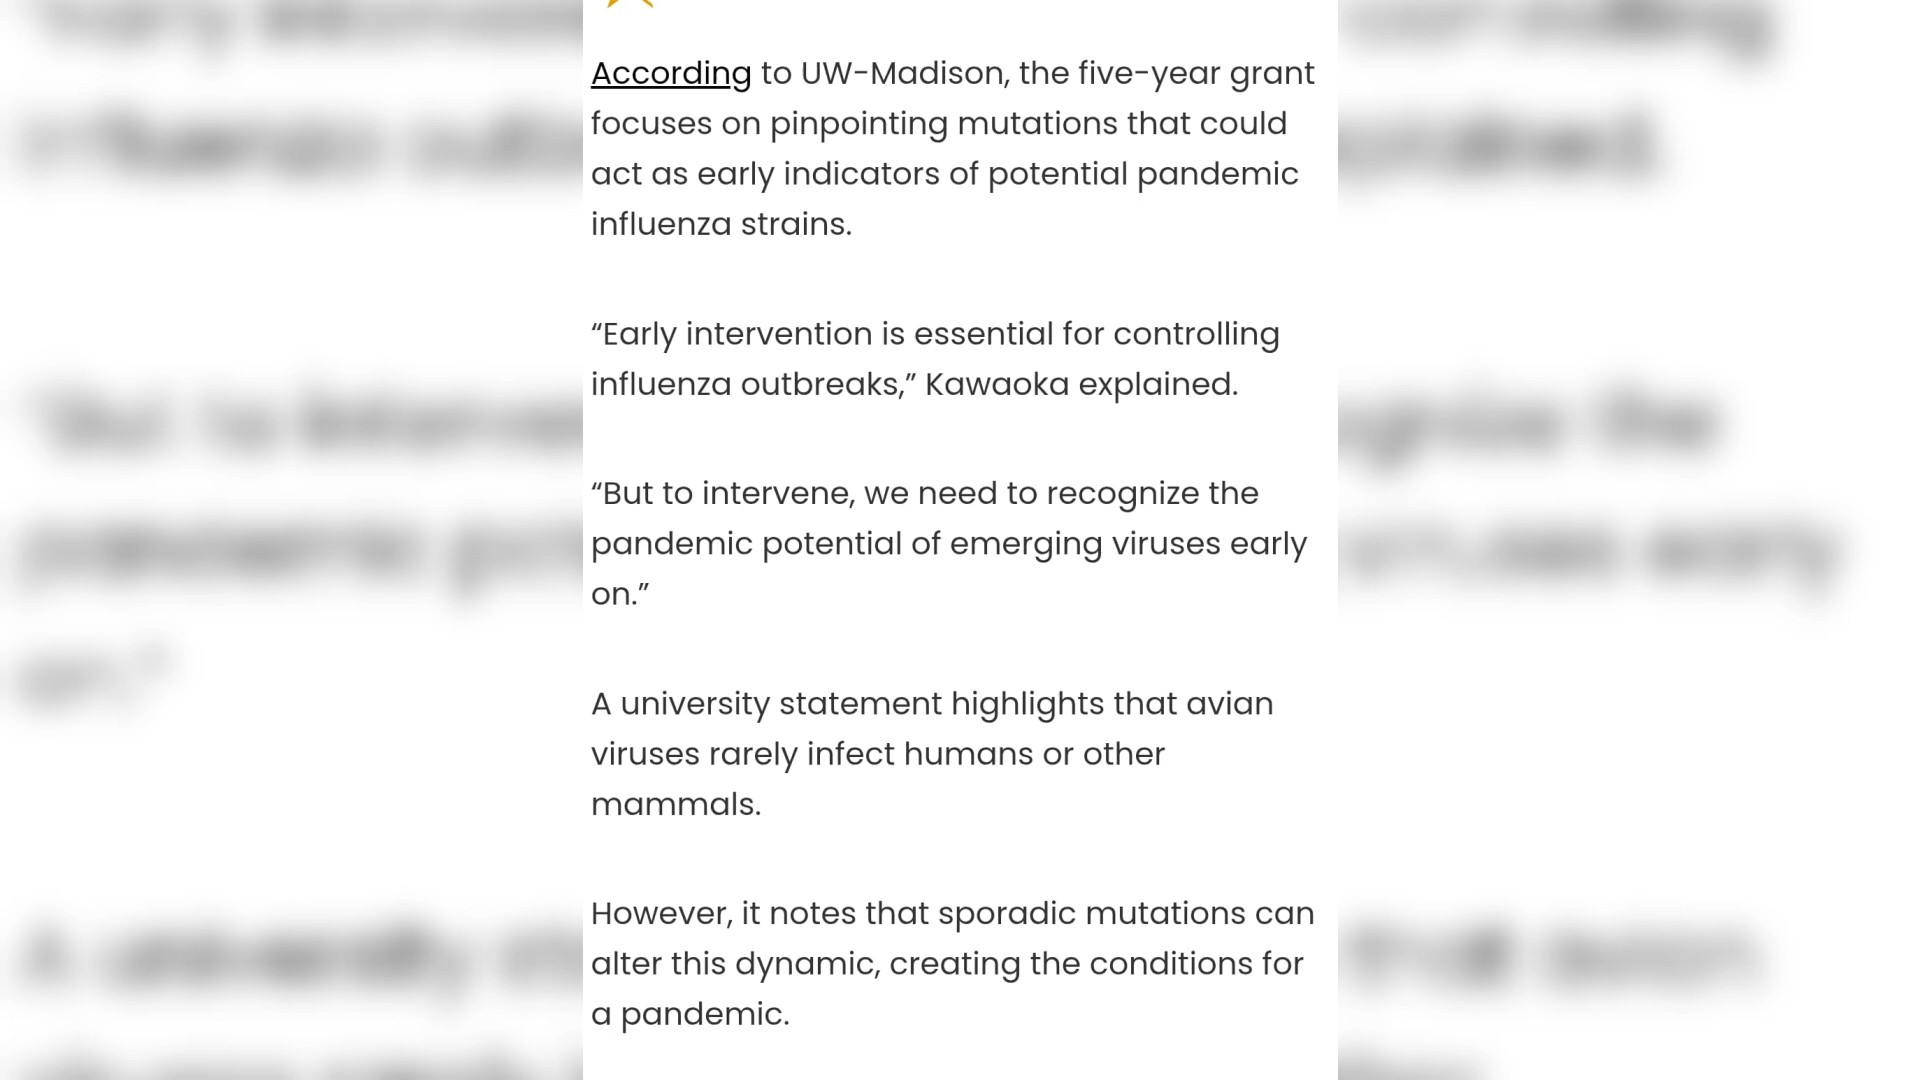 According to UW-Madison, the five-year grant
focuses on pinpointing mutations that could
act as early indicators of potential pandemic
influenza strains.
“Early intervention is essential for controlling
influenza outbreaks,” Kawaoka explained.
“But to intervene, we need to recognize the
pandemic potential of emerging viruses early
on.”
A university statement highlights that avian
viruses rarely infect humans or other
mammals.
However, it notes that sporadic mutations can
alter this dynamic, creating the conditions for
a pandemic.